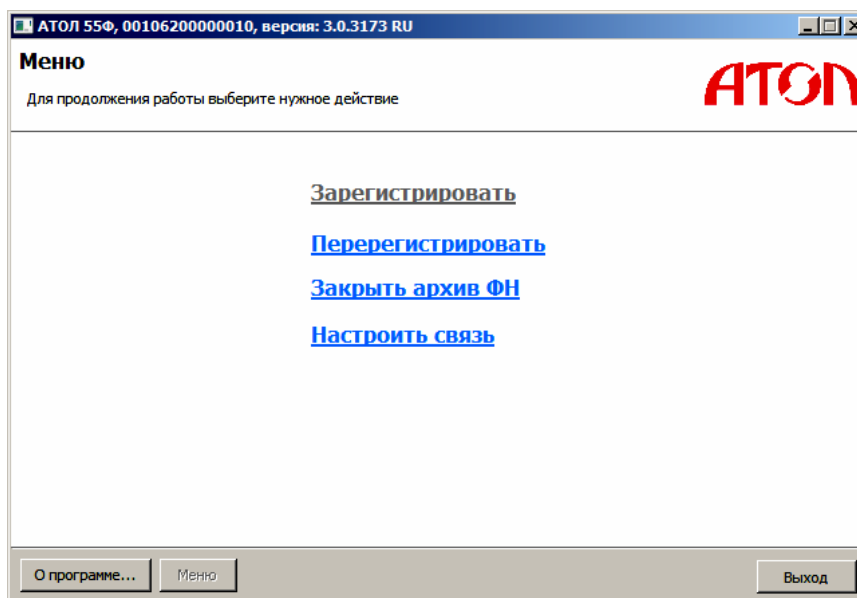 АТОЛ 55Ф, 00106200000010, версия: 3.0.3173 RU
Меню
Для продолжения работы выберите нужное действие
АТОЛ
Зарегистрировать
Перерегистрировать
Закрыть архив ФН
Настроить связь
О программе...
Меню
Выход